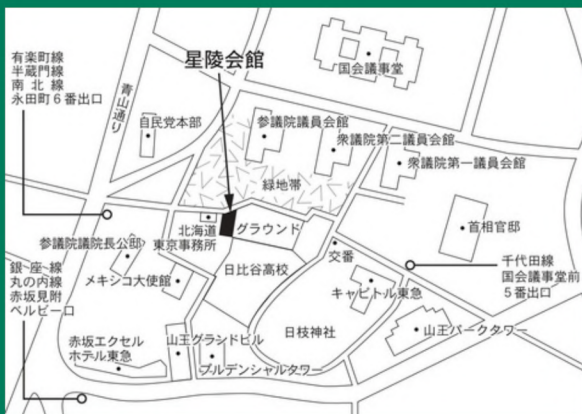 有楽町線
半蔵門線
南北線
永田町6番出口
青山通り
星陵会館
国会議事堂
自民党本部
参議院議員会館
衆議院第二議員会館
衆議院第一議員会館
緑地帯
首相官邸
北海道
東京事務所
グラウンド
参議院議長公邸
交番
千代田線
国会議事堂前
5番出口
銀座線
丸の内線
赤坂見附
ベルビー口
メキシコ大使館
日比谷高校
キャピトル東急
日枝神社
山王パークタワー
赤坂エクセル
ホテル東急
山王グランドビル
プルデンシャルタワー